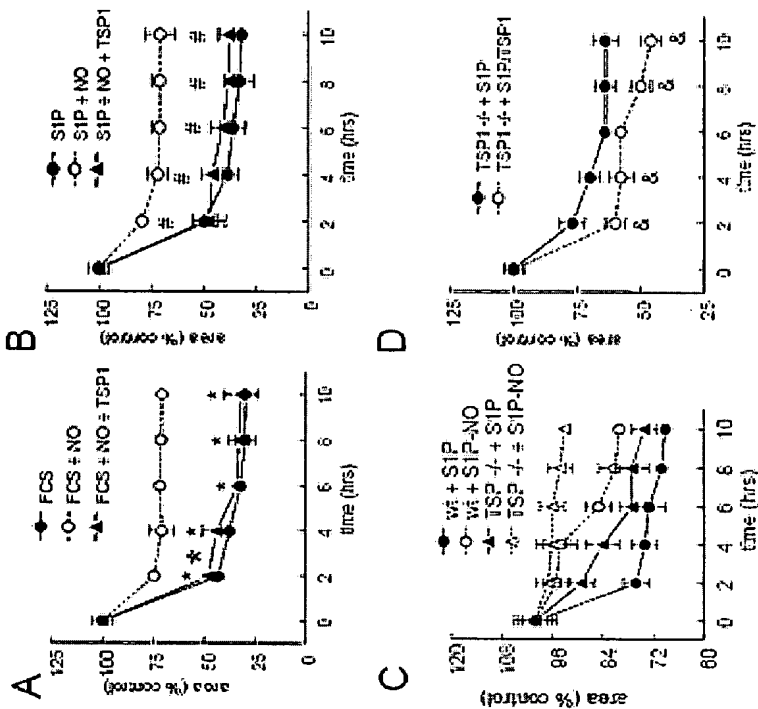 A
FCS
FCS + NO
FCS + NO + TSP1
area (% control)
125
100
75
50
25
0
0 2 4 6 8 10
time (hrs)
B
S1P
S1P + NO
S1P + NO + TSP1
area (% control)
125
100
75
50
25
0
# # # # #
0 2 4 6 8 10
time (hrs)
C
Wt + S1P
Wt + S1P-NO
TSP -/- + S1P
TSP -/- + S1P-NO
area (% control)
120
108
96
84
72
60
0 2 4 6 8 10
time (hrs)
D
TSP1 -/- + S1P
TSP1 -/- + S1P/TSP1
area (% control)
125
100
75
50
25
& & & &
0 2 4 6 8 10
time (hrs)